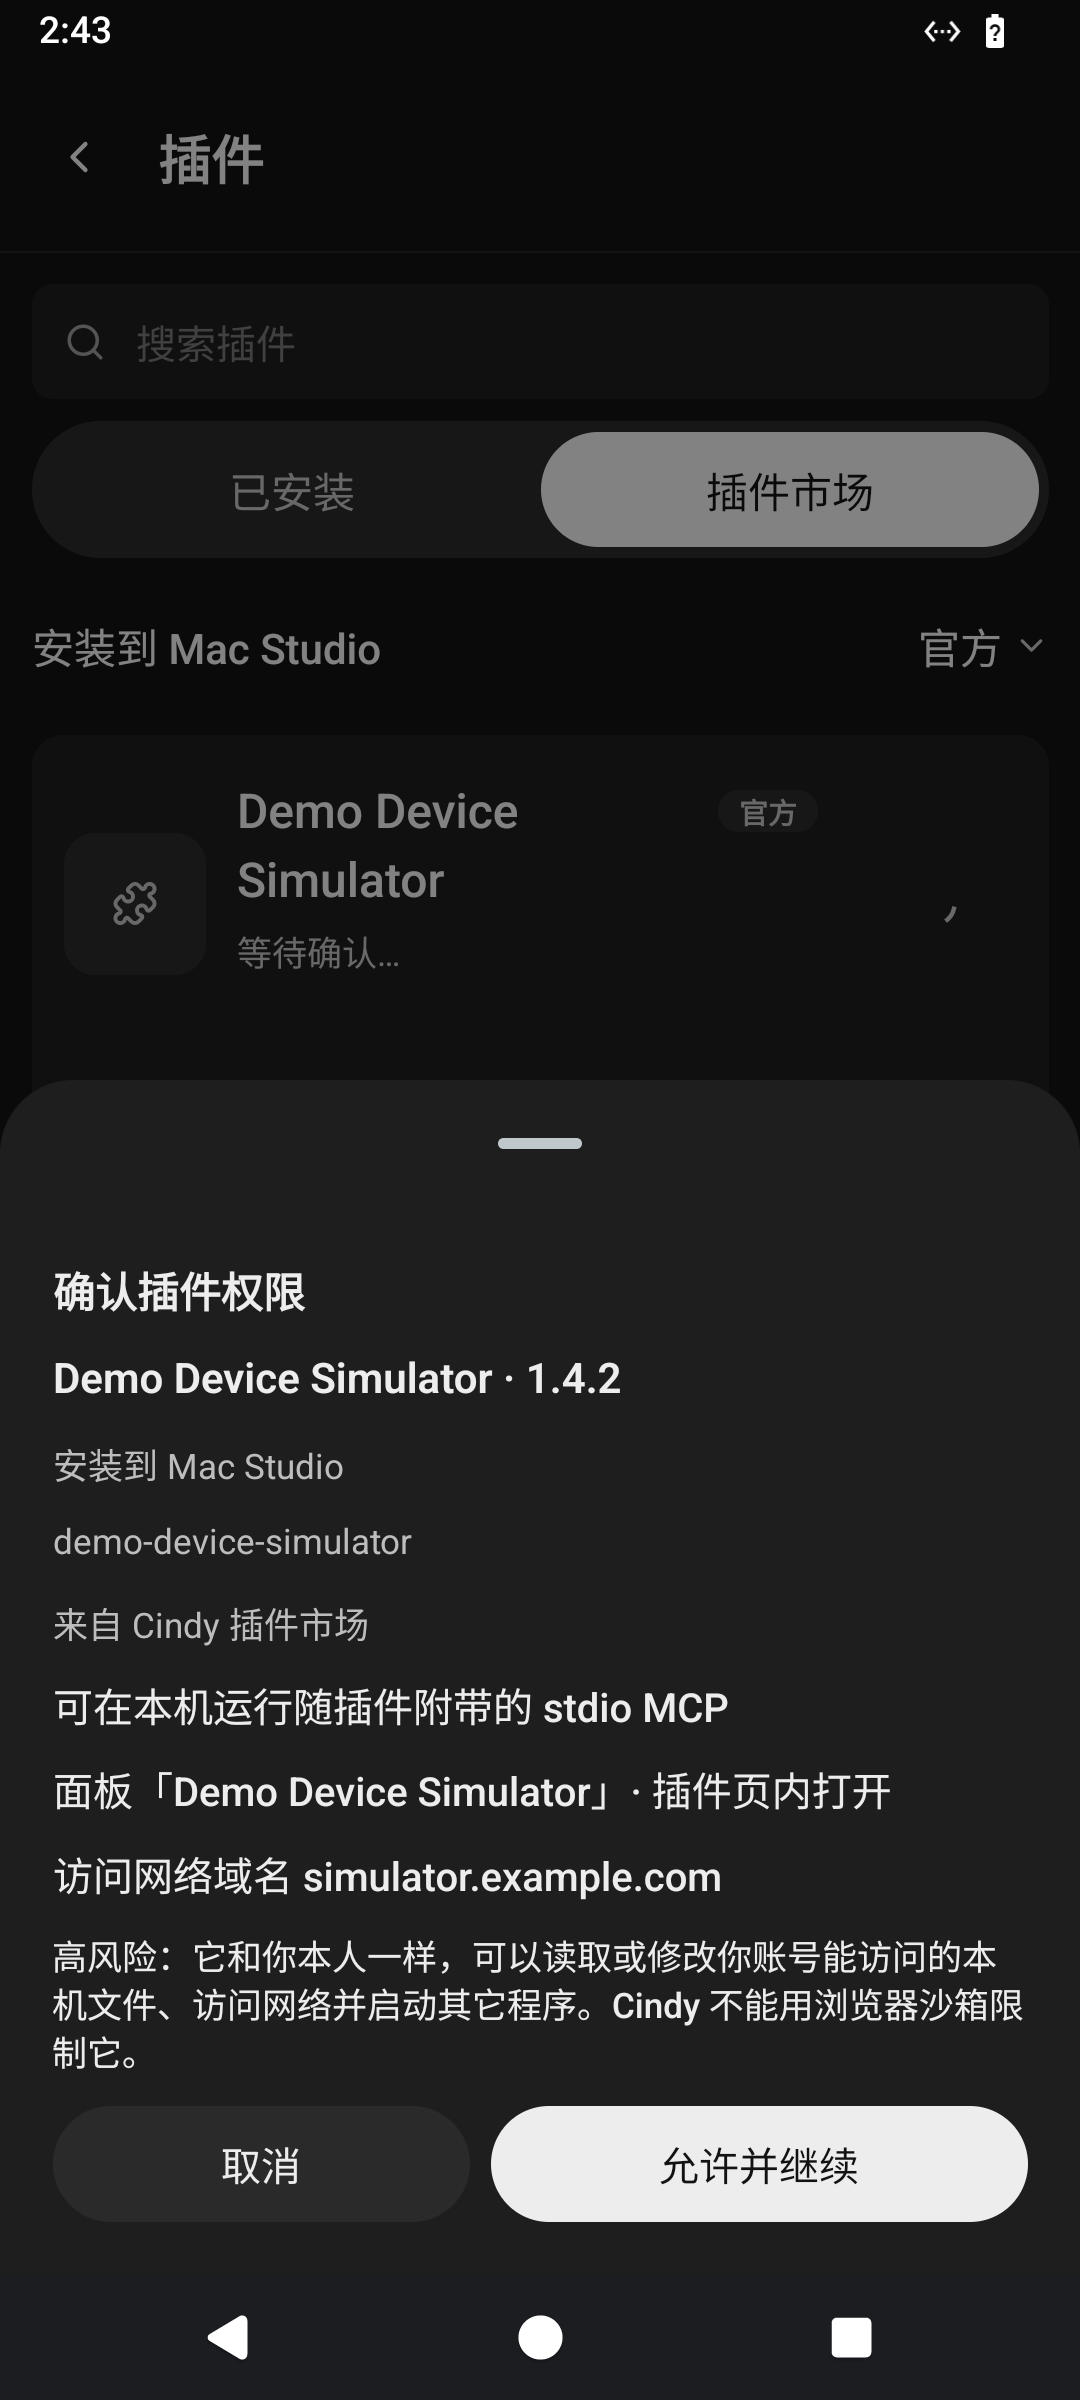 2:43
插件
搜索插件
已安装
插件市场
安装到 Mac Studio
官方
Demo Device
Simulator
官方
等待确认...
确认插件权限
Demo Device Simulator · 1.4.2
安装到 Mac Studio
demo-device-simulator
来自 Cindy 插件市场
可在本机运行随插件附带的 stdio MCP
面板「Demo Device Simulator」· 插件页内打开
访问网络域名 simulator.example.com
高风险：它和你本人一样，可以读取或修改你账号能访问的本
机文件、访问网络并启动其它程序。Cindy 不能用浏览器沙箱限
制它。
取消
允许并继续